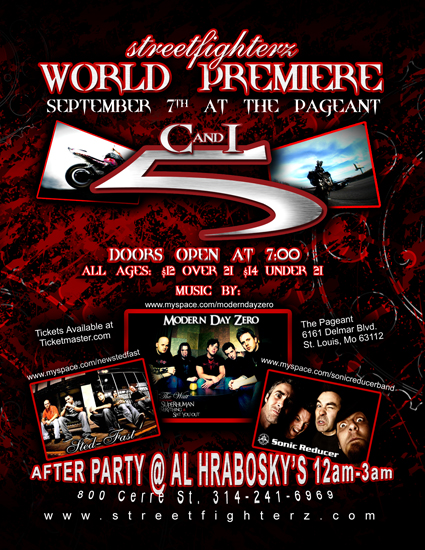 streetfighterz
WORLD PREMIERE
SEPTEMBER 7TH AT THE PAGEANT
C AND I
5
DOORS OPEN AT 7:00
ALL AGES: $12 OVER 21 $14 UNDER 21
MUSIC BY:
www.myspace.com/moderndayzero
Modern Day Zero
Tickets Available at
Ticketmaster.com
The Pageant
6161 Delmar Blvd.
St. Louis, Mo 63112
www.myspace.com/newstedfast
www.myspace.com/sonicreducerband
SUPERHUMAN
Sted-Fast
Sonic Reducer
AFTER PARTY @ AL HRABOSKY'S 12am-3am
800 Cerre St, 314-241-6969
www.streetfighterz.com